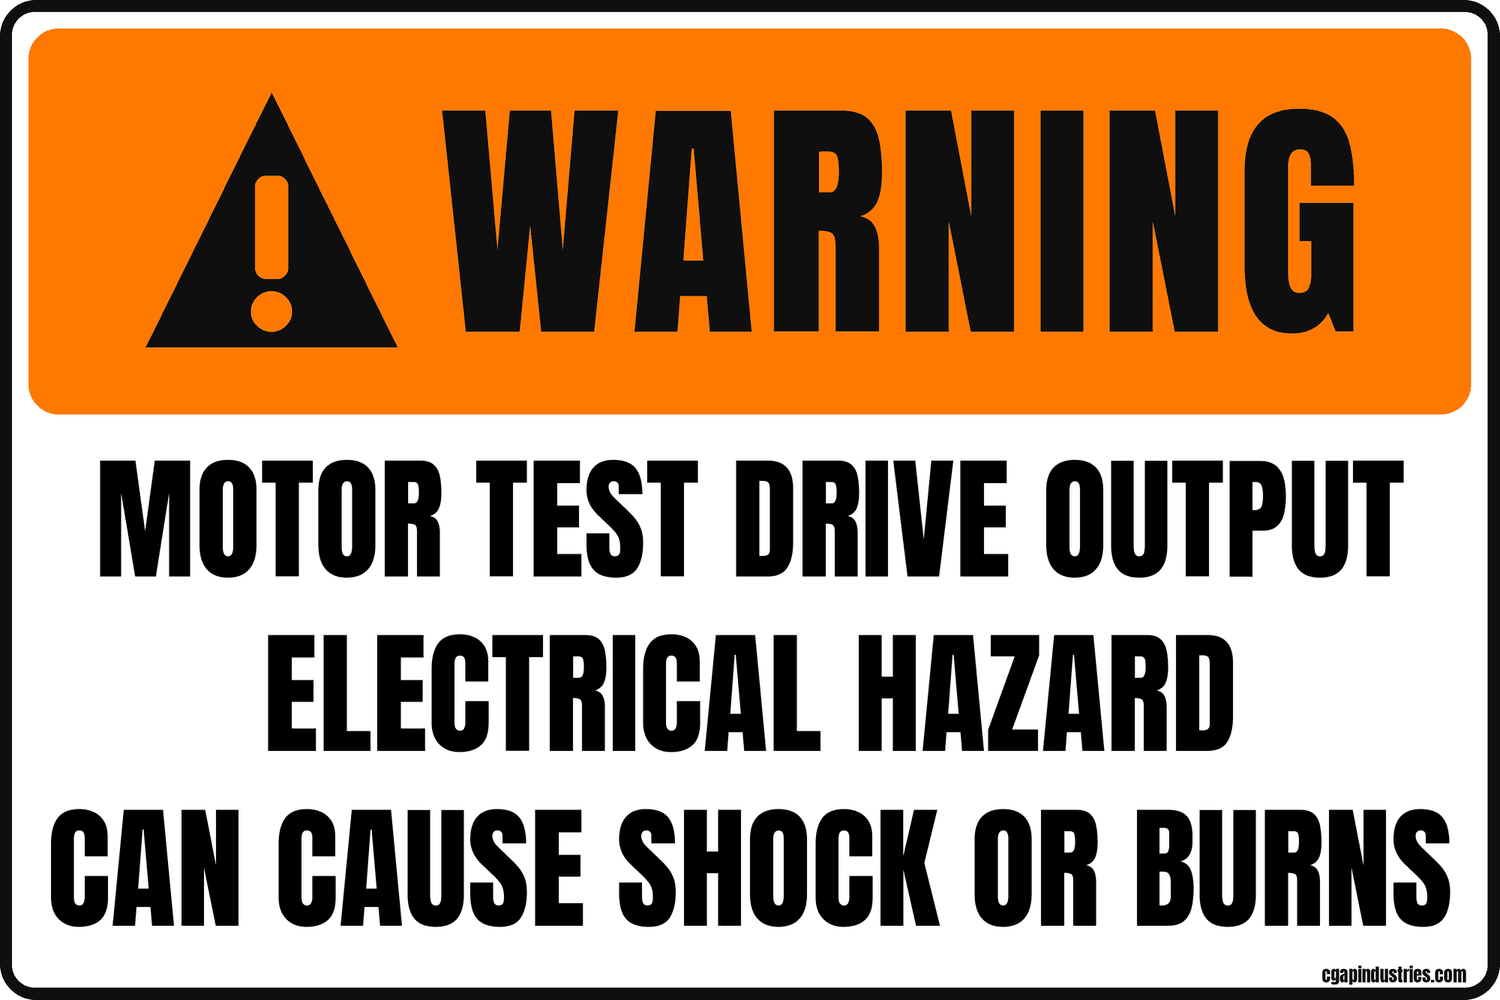 WARNING
MOTOR TEST DRIVE OUTPUT
ELECTRICAL HAZARD
CAN CAUSE SHOCK OR BURNS
cgapindustries.com